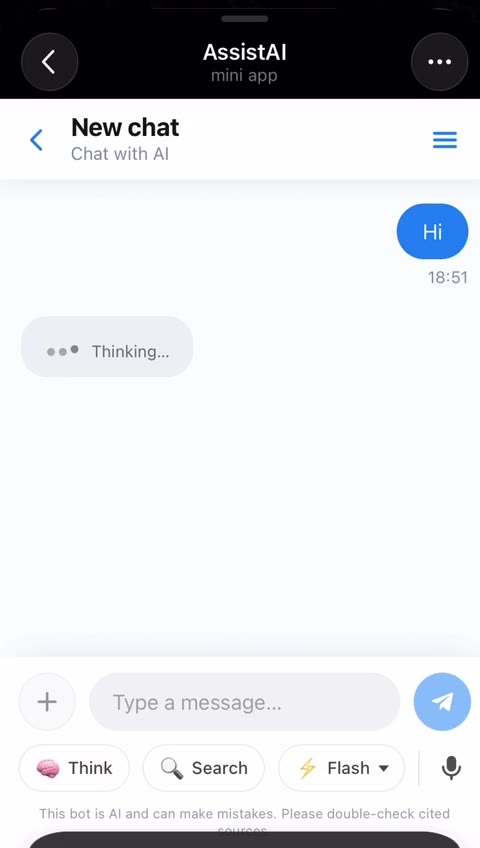 AssistAI
mini app
New chat
Chat with AI
Hi
18:51
Thinking...
Type a message...
Think
Search
Flash
This bot is AI and can make mistakes. Please double-check cited
sources.